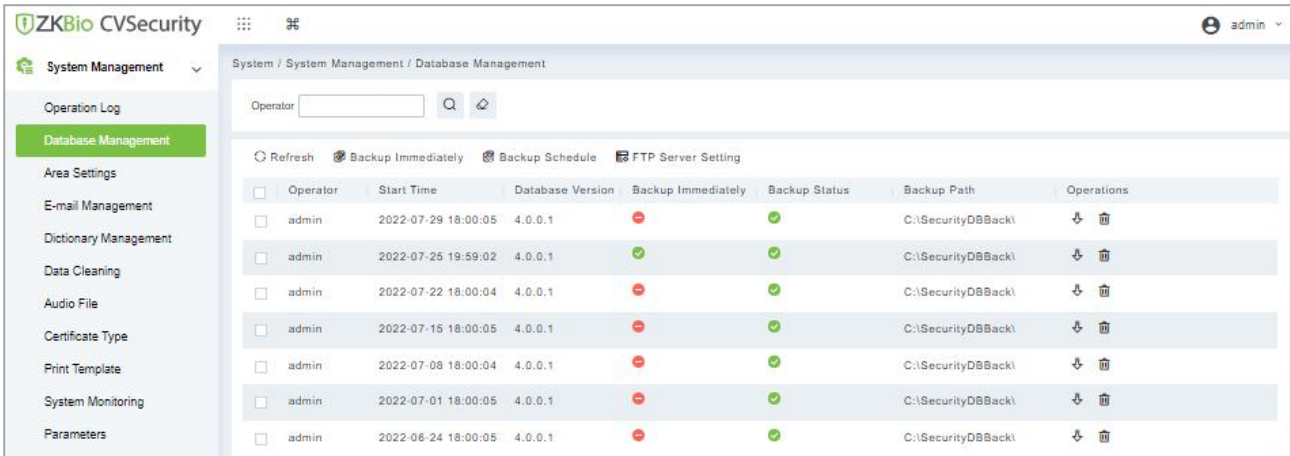 ZKBio CVSecurity
admin
System Management
System / System Management / Database Management
Operation Log
Operator
Database Management
Refresh Backup Immediately Backup Schedule FTP Server Setting
Area Settings
Operator Start Time Database Version Backup Immediately Backup Status Backup Path Operations
E-mail Management
admin 2022-07-29 18:00:05 4.0.0.1 C:\SecurityDBBack\
Dictionary Management
admin 2022-07-25 19:59:02 4.0.0.1 C:\SecurityDBBack\
Data Cleaning
admin 2022-07-22 18:00:04 4.0.0.1 C:\SecurityDBBack\
Audio File
admin 2022-07-15 18:00:05 4.0.0.1 C:\SecurityDBBack\
Certificate Type
admin 2022-07-08 18:00:04 4.0.0.1 C:\SecurityDBBack\
Print Template
admin 2022-07-01 18:00:05 4.0.0.1 C:\SecurityDBBack\
System Monitoring
admin 2022-06-24 18:00:05 4.0.0.1 C:\SecurityDBBack\
Parameters